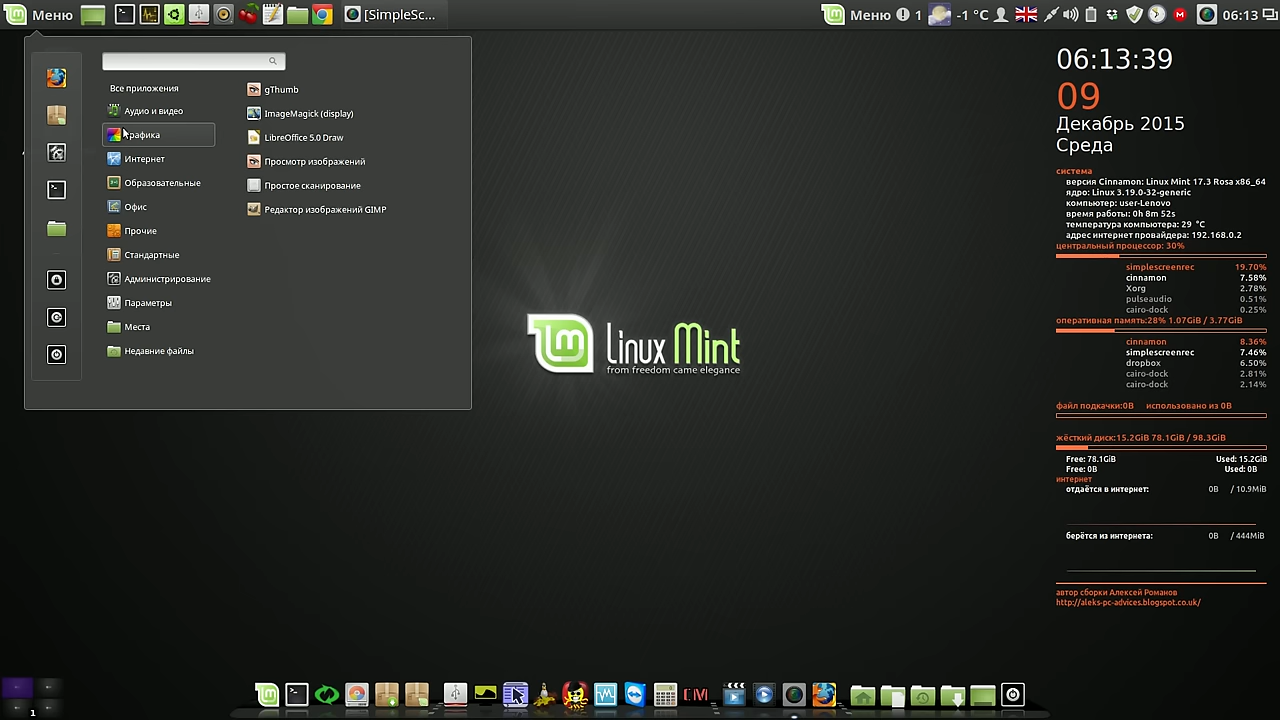 Меню
[SimpleSc...
Меню
1
-1 °C
06:13
Все приложения
Аудио и видео
Графика
Интернет
Образовательные
Офис
Прочие
Стандартные
Администрирование
Параметры
Места
Недавние файлы
gThumb
ImageMagick (display)
LibreOffice 5.0 Draw
Просмотр изображений
Простое сканирование
Редактор изображений GIMP
Linux Mint
from freedom came elegance
06:13:39
09
Декабрь 2015
Среда
система
версия Cinnamon: Linux Mint 17.3 Rosa x86_64
ядро: Linux 3.19.0-32-generic
компьютер: user-Lenovo
время работы: 0h 8m 52s
температура компьютера: 29 °C
адрес интернет провайдера: 192.168.0.2
центральный процессор: 30%
simplescreenrec 19.70%
cinnamon 7.58%
Xorg 2.78%
pulseaudio 0.51%
cairo-dock 0.25%
оперативная память:28% 1.07GiB / 3.77GiB
cinnamon 8.36%
simplescreenrec 7.46%
dropbox 6.50%
cairo-dock 2.81%
cairo-dock 2.14%
файл подкачки:0B использовано из 0B
жёсткий диск:15.2GiB 78.1GiB / 98.3GiB
Free: 78.1GiB Used: 15.2GiB
Free: 0B Used: 0B
интернет
отдаётся в интернет: 0B / 10.9MiB
берётся из интернета: 0B / 444MiB
автор сборки Алексей Романов
http://aleks-pc-advices.blogspot.co.uk/
1